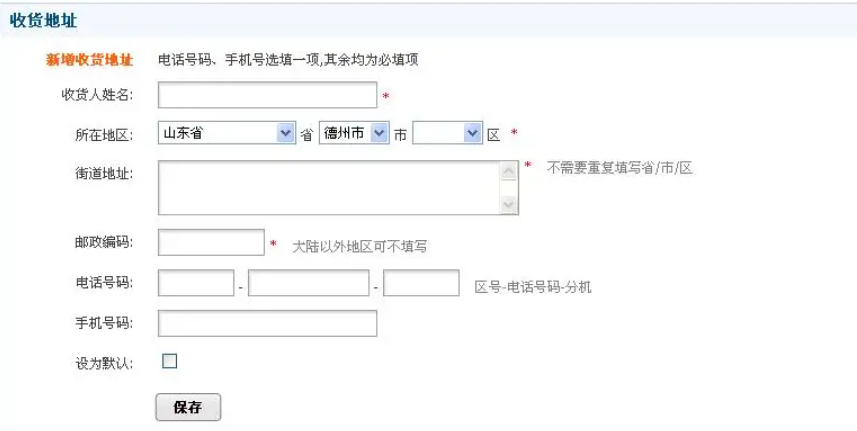 收货地址
新增收货地址 电话号码、手机号选填一项,其余均为必填项
收货人姓名: *
所在地区: 山东省 省 德州市 市 区 *
街道地址: * 不需要重复填写省/市/区
邮政编码: * 大陆以外地区可不填写
电话号码: - - 区号-电话号码-分机
手机号码:
设为默认:
保存